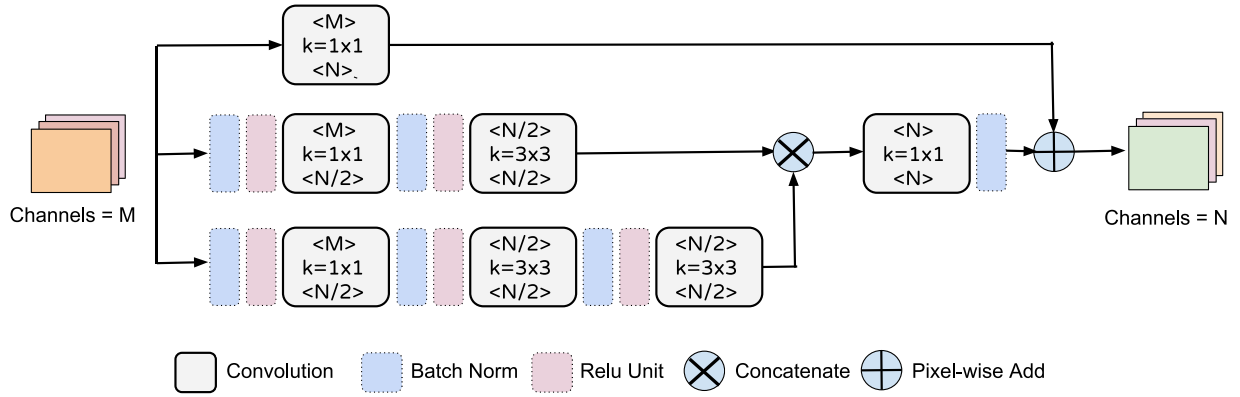 <M>
k=1x1
<N>.
<M>
k=1x1
<N/2>
<N/2>
k=3x3
<N/2>
<N>
k=1x1
<N>
Channels = M
Channels = N
<M>
k=1x1
<N/2>
<N/2>
k=3x3
<N/2>
<N/2>
k=3x3
<N/2>
Convolution
Batch Norm
Relu Unit
Concatenate
Pixel-wise Add